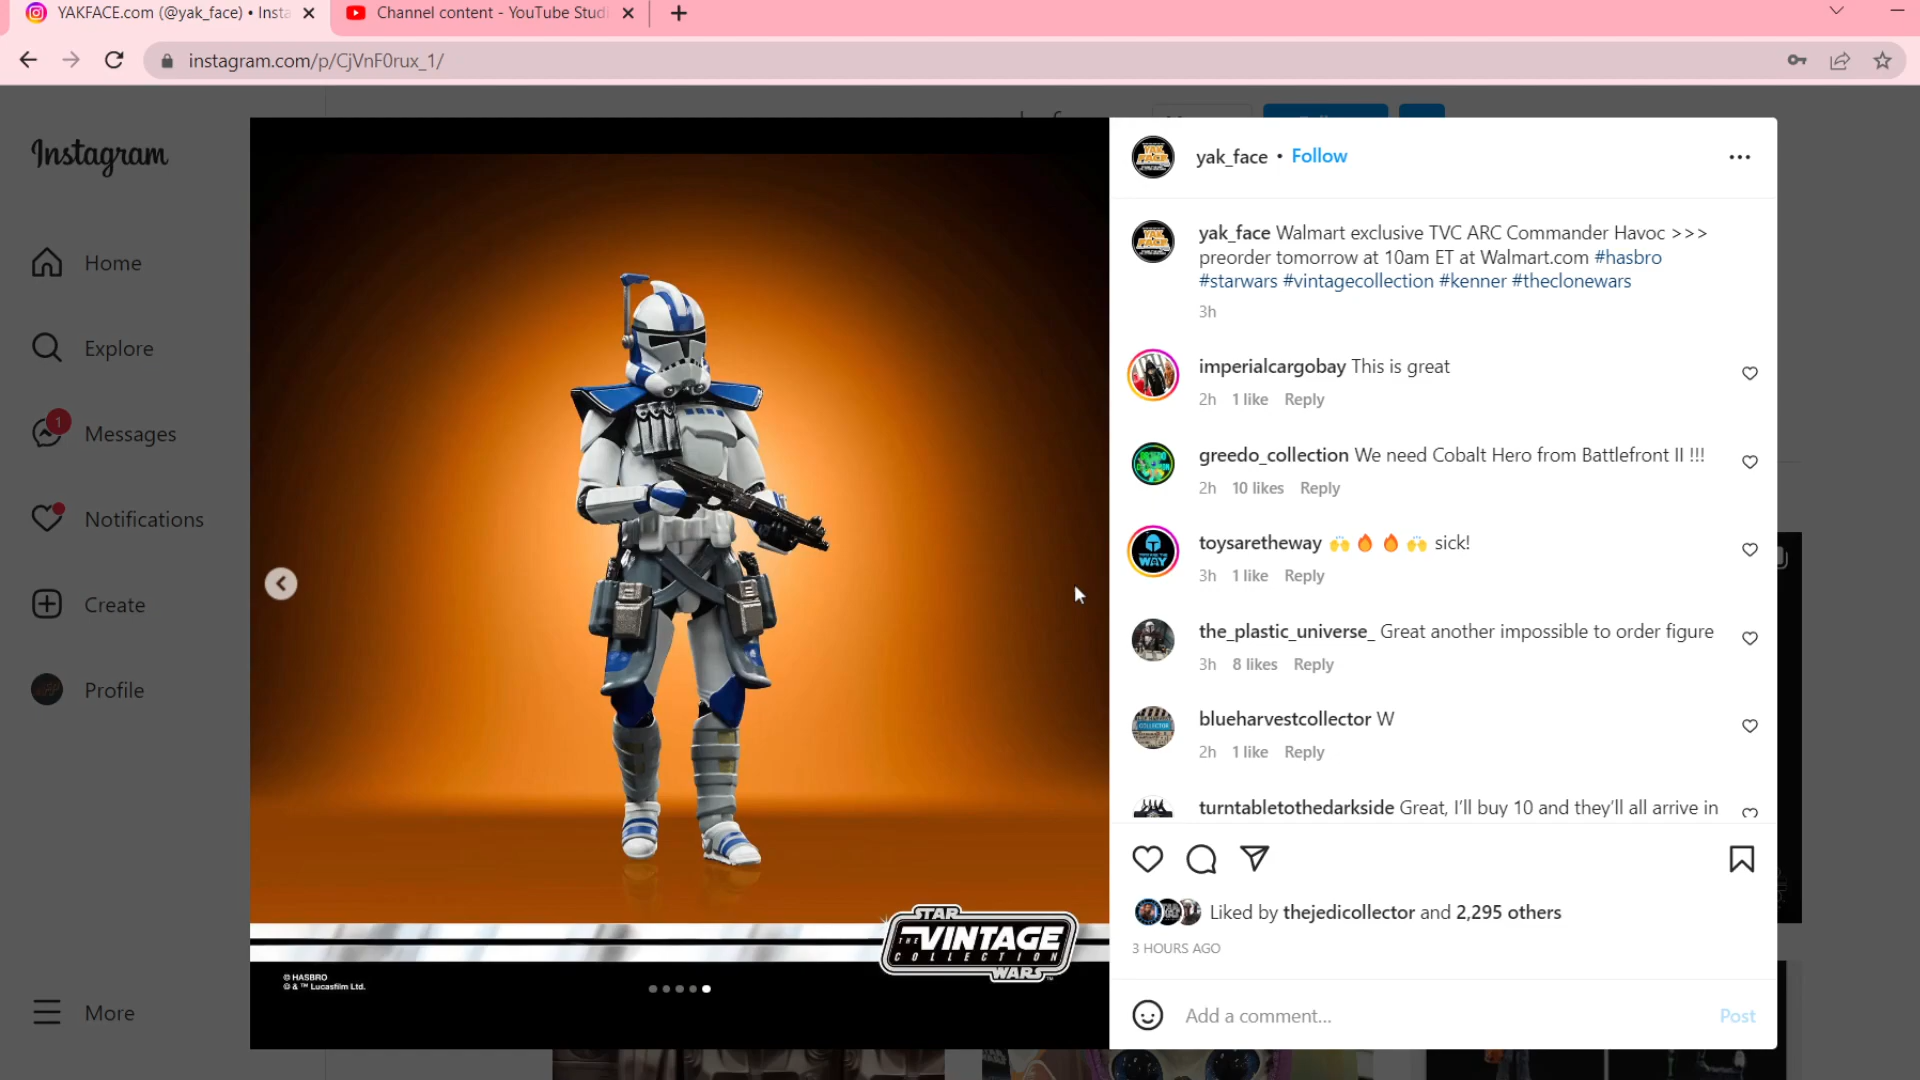 YAKFACE.com (@yak_face) • Insta
Channel content - YouTube Studi
instagram.com/p/CjVnF0rux_1/
Instagram
Home
Explore
1
Messages
Notifications
Create
Profile
More
STAR
THE VINTAGE
COLLECTION
WARS
© HASBRO
© & ™ Lucasfilm Ltd.
yak_face • Follow
yak_face Walmart exclusive TVC ARC Commander Havoc >>>
preorder tomorrow at 10am ET at Walmart.com #hasbro
#starwars #vintagecollection #kenner #theclonewars
3h
imperialcargobay This is great
2h 1 like Reply
greedo_collection We need Cobalt Hero from Battlefront II !!!
2h 10 likes Reply
toysaretheway 🙌🔥🔥🙌 sick!
3h 1 like Reply
the_plastic_universe_ Great another impossible to order figure
3h 8 likes Reply
blueharvestcollector W
2h 1 like Reply
turntabletothedarkside Great, I’ll buy 10 and they’ll all arrive in
Liked by thejedicollector and 2,295 others
3 HOURS AGO
Add a comment...
Post